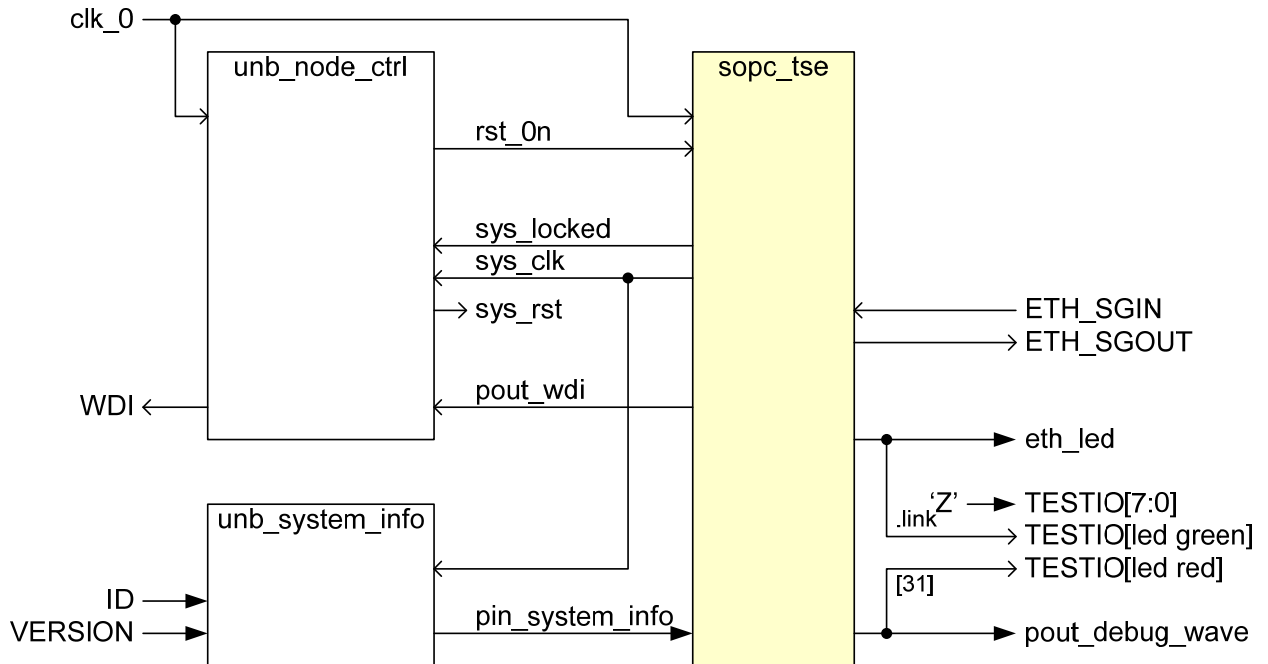 clk_0
unb_node_ctrl
sopc_tse
rst_0n
sys_locked
sys_clk
sys_rst
ETH_SGIN
ETH_SGOUT
pout_wdi
WDI
eth_led
unb_system_info
‘Z’
TESTIO[7:0]
.link
TESTIO[led green]
TESTIO[led red]
[31]
ID
pin_system_info
VERSION
pout_debug_wave